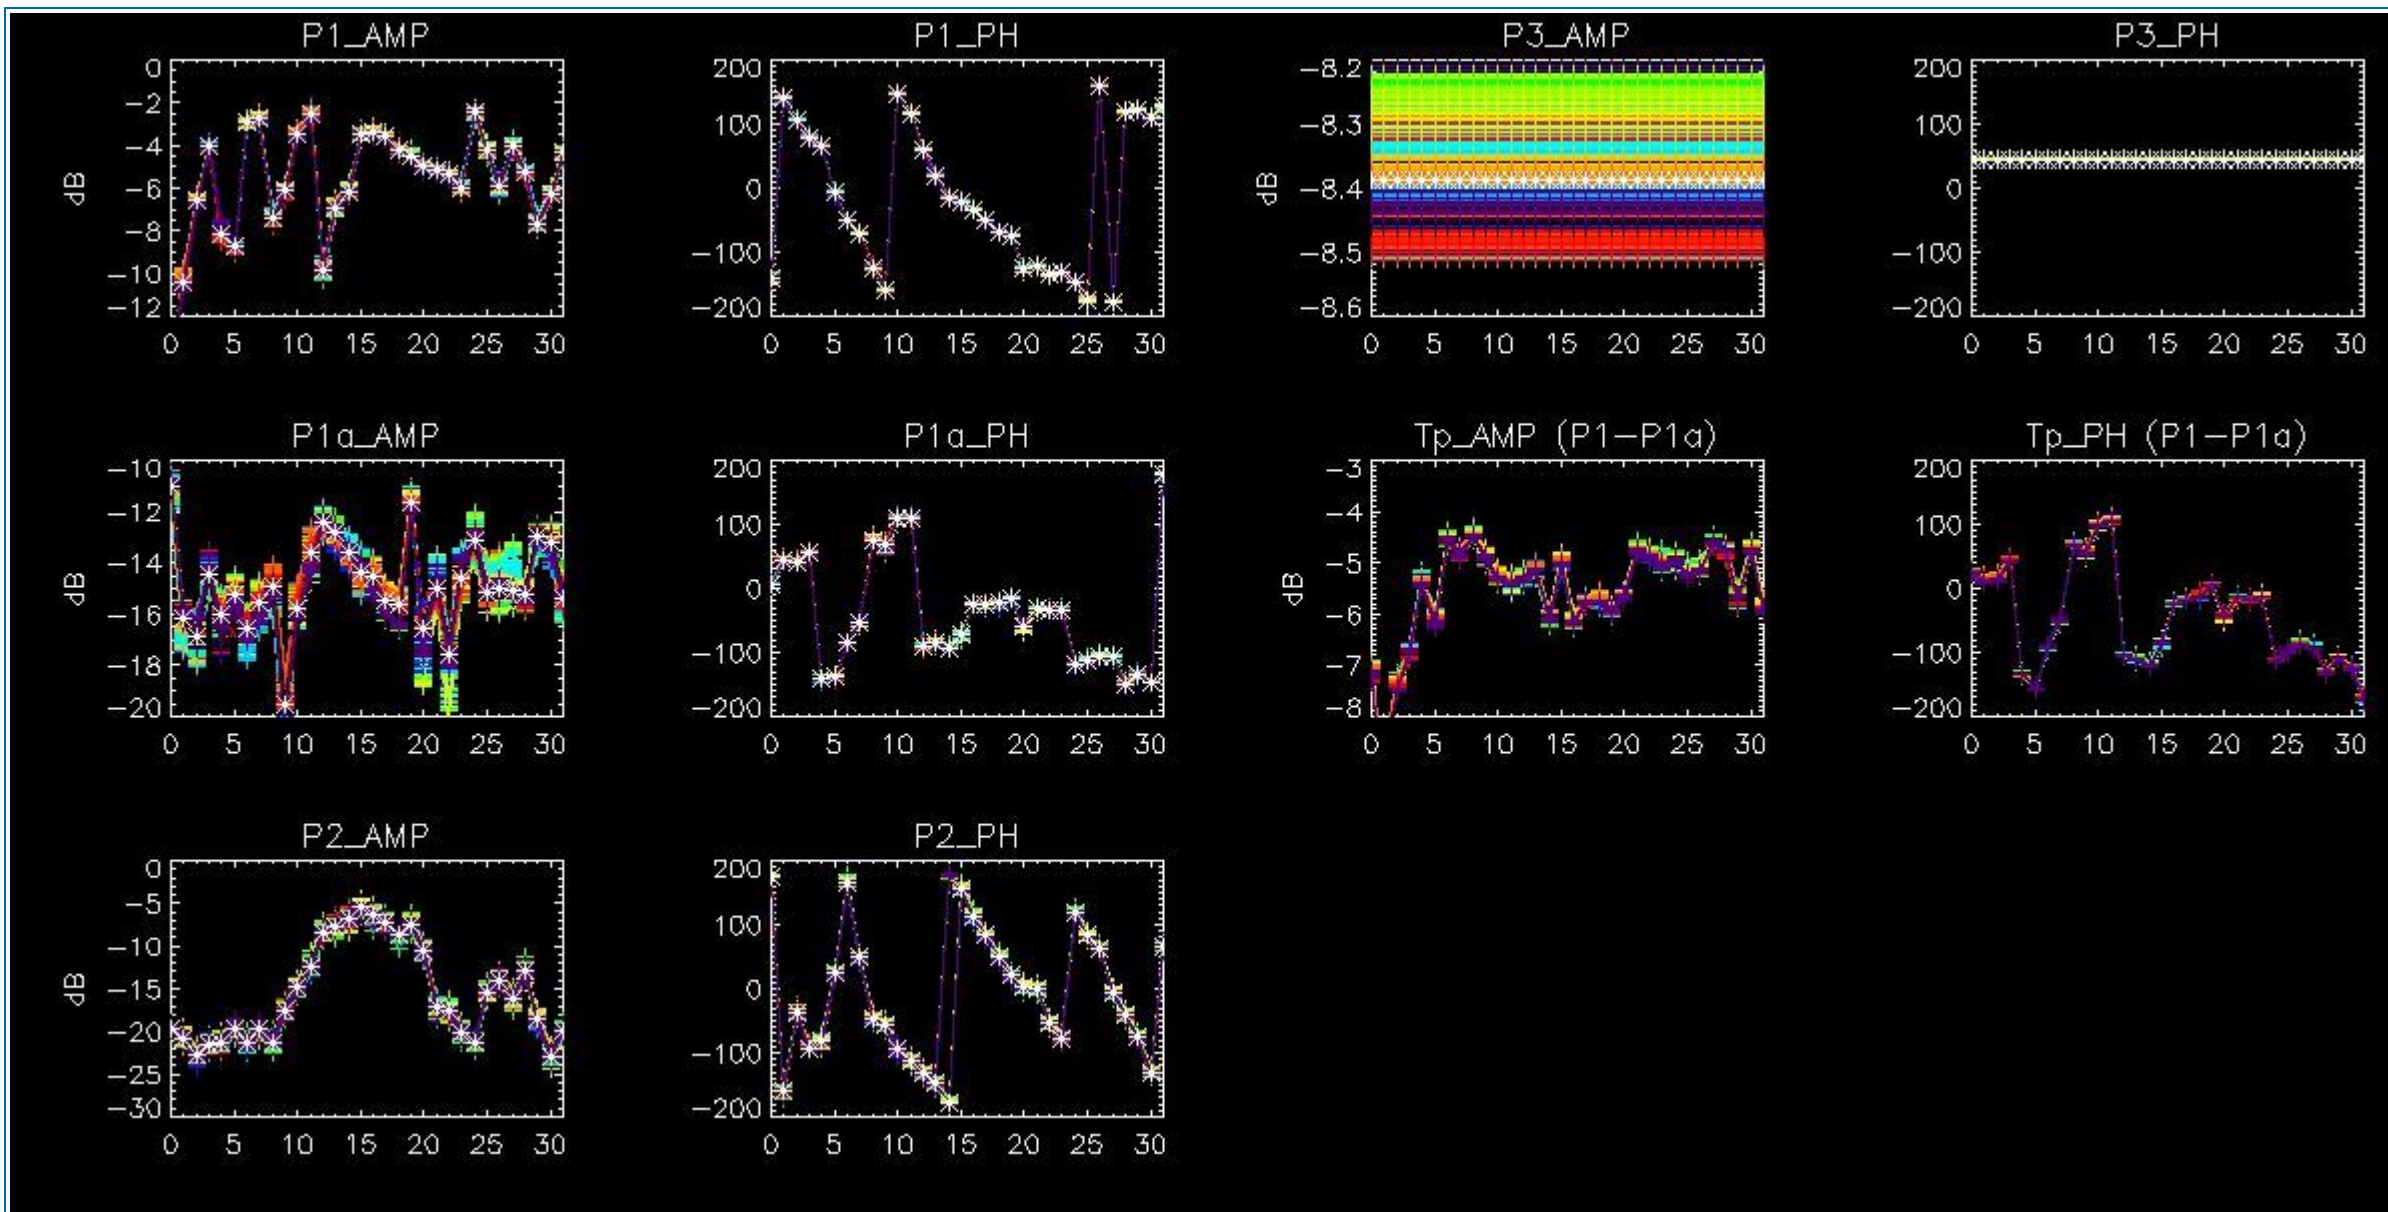 P1_AMP P1_PH P3_AMP P3_PH
0 200 -8.2 200
-2 100 -8.3 100
-4 0 -8.4 0
-6 -100 -8.5 -100
-8 -200 -8.6 -200
-10
-12
dB dB
0 5 10 15 20 25 30 0 5 10 15 20 25 30 0 5 10 15 20 25 30 0 5 10 15 20 25 30
P1a_AMP P1a_PH Tp_AMP (P1-P1a) Tp_PH (P1-P1a)
-10 200 -3 200
-12 100 -4 100
-14 0 -5 0
-16 -100 -6 -100
-18 -200 -7 -200
-20 -8
dB dB
0 5 10 15 20 25 30 0 5 10 15 20 25 30 0 5 10 15 20 25 30 0 5 10 15 20 25 30
P2_AMP P2_PH
0 200
-5 100
-10 0
-15 -100
-20 -200
-25
-30
dB
0 5 10 15 20 25 30 0 5 10 15 20 25 30